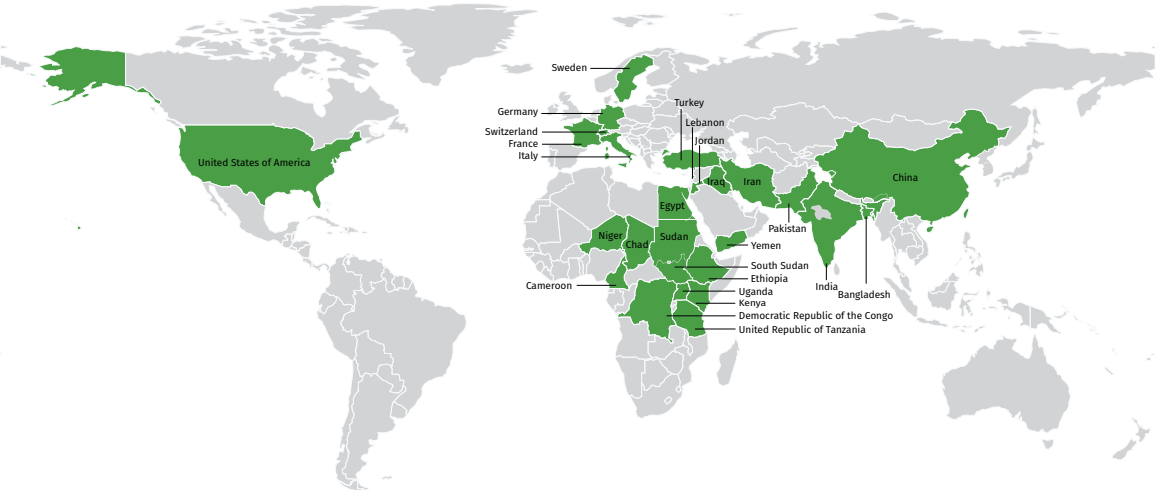 Sweden
Turkey
Germany
Lebanon
Switzerland
Jordan
France
Italy
United States of America
Iraq
Iran
China
Egypt
Pakistan
Niger
Chad
Sudan
Yemen
South Sudan
Ethiopia
Cameroon
India
Uganda
Bangladesh
Kenya
Democratic Republic of the Congo
United Republic of Tanzania